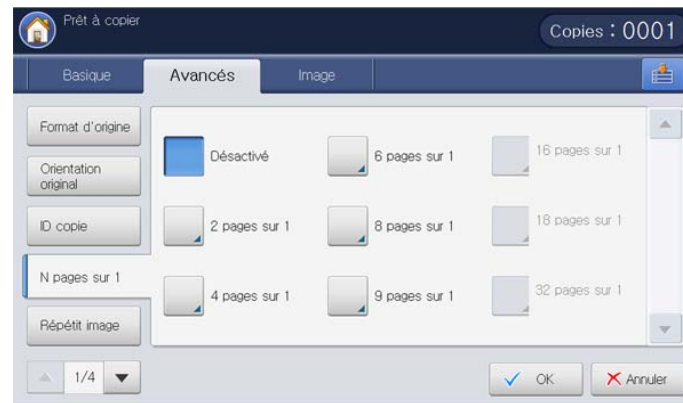 Prêt à copier
Copies : 0001
Basique
Avancés
Image
Format d'origine
Orientation
original
ID copie
N pages sur 1
Répétit image
1/4
Désactivé
6 pages sur 1
16 pages sur 1
2 pages sur 1
8 pages sur 1
18 pages sur 1
4 pages sur 1
9 pages sur 1
32 pages sur 1
OK
Annuler